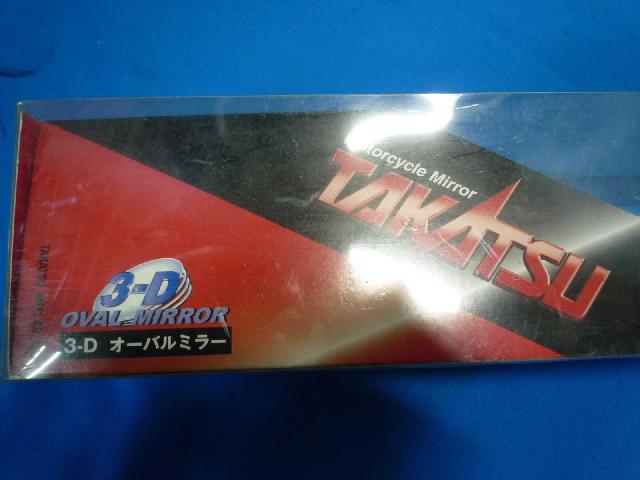 Motorcycle Mirror
TAKATSU
3-D
OVAL MIRROR
3-D オーバルミラー